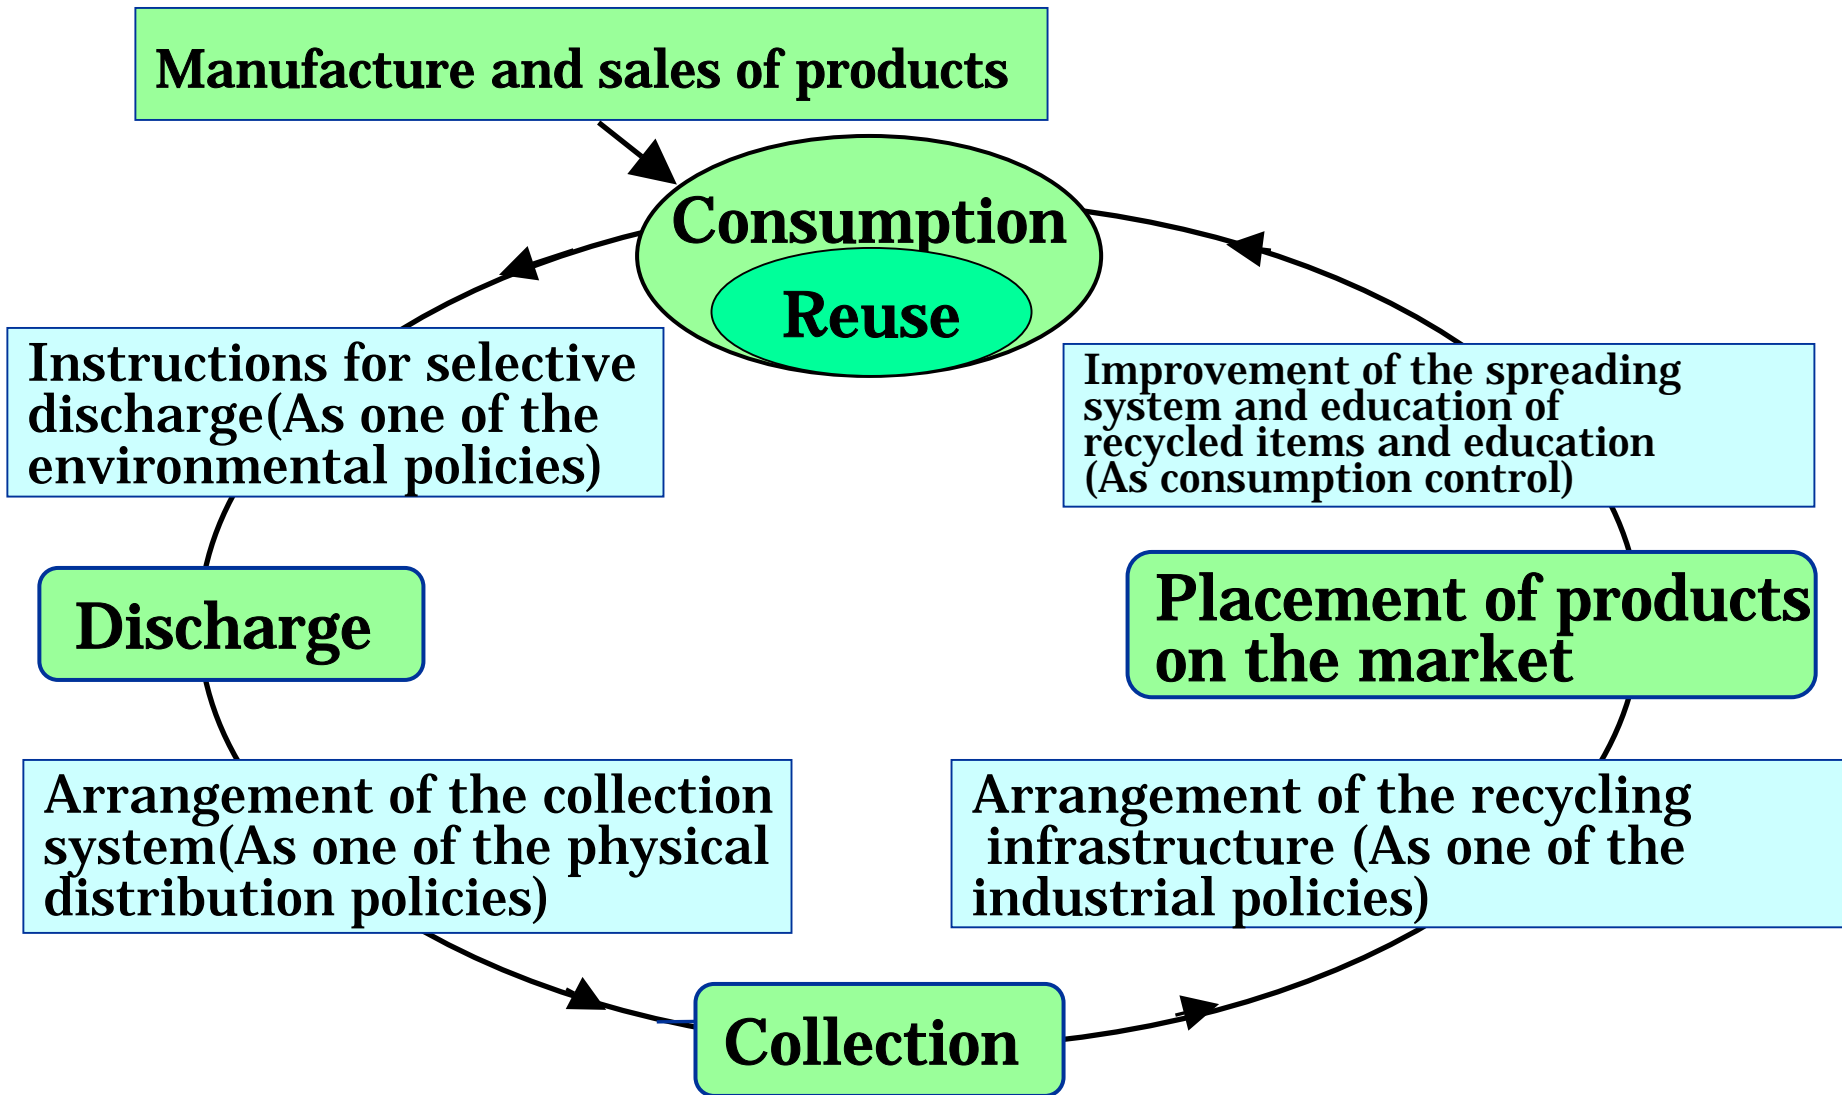 Manufacture and sales of products
Consumption
Reuse
Instructions for selective
discharge(As one of the
environmental policies)
Improvement of the spreading
system and education of
recycled items and education
(As consumption control)
Discharge
Placement of products
on the market
Arrangement of the collection
system(As one of the physical
distribution policies)
Arrangement of the recycling
infrastructure (As one of the
industrial policies)
Collection